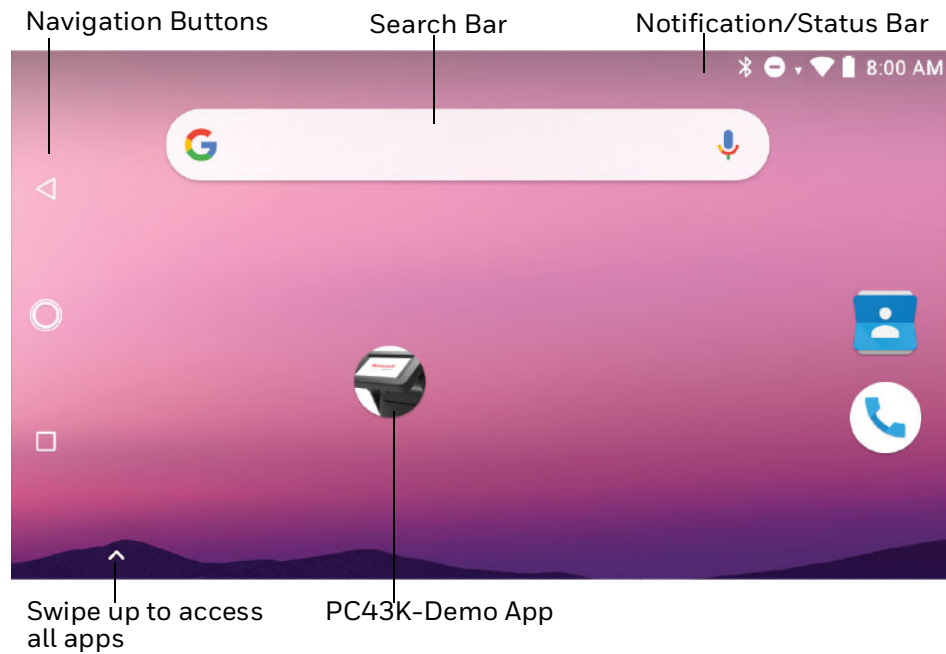 Navigation Buttons
Search Bar
Notification/Status Bar
8:00 AM
G
Swipe up to access
all apps
PC43K-Demo App